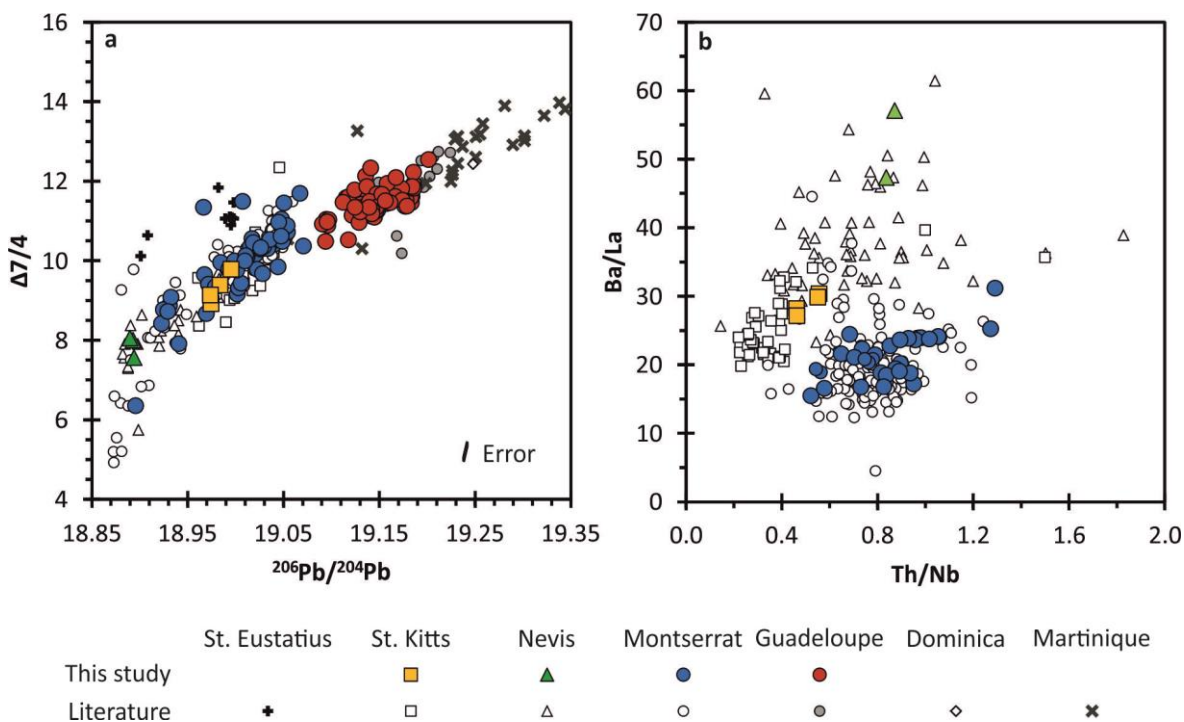 a
16
14
12
10
8
6
4
Δ7/4
Error
18.85 18.95 19.05 19.15 19.25 19.35
²⁰⁶Pb/²⁰⁴Pb
b
70
60
50
40
30
20
10
0
Ba/La
0.0 0.4 0.8 1.2 1.6 2.0
Th/Nb
St. Eustatius St. Kitts Nevis Montserrat Guadeloupe Dominica Martinique
This study
Literature